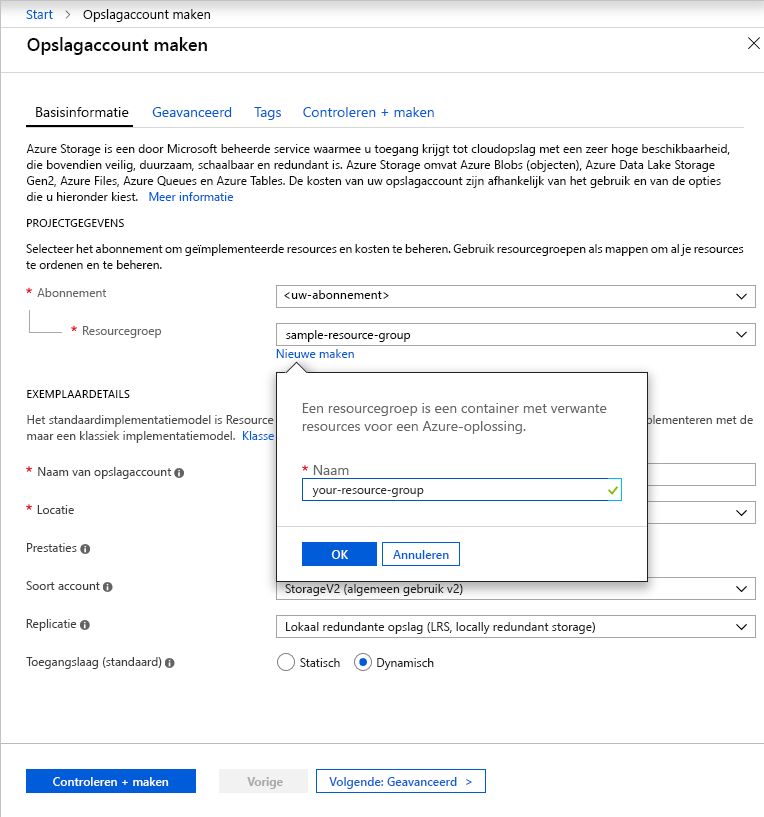 Start > Opslagaccount maken
Opslagaccount maken
Basisinformatie Geavanceerd Tags Controleren + maken
Azure Storage is een door Microsoft beheerde service waarmee u toegang krijgt tot cloudopslag met een zeer hoge beschikbaarheid,
die bovendien veilig, duurzaam, schaalbaar en redundant is. Azure Storage omvat Azure Blobs (objecten), Azure Data Lake Storage
Gen2, Azure Files, Azure Queues en Azure Tables. De kosten van uw opslagaccount zijn afhankelijk van het gebruik en van de opties
die u hieronder kiest. Meer informatie
PROJECTGEGEVENS
Selecteer het abonnement om geïmplementeerde resources en kosten te beheren. Gebruik resourcegroepen als mappen om al je resources
te ordenen en te beheren.
* Abonnement
<uw-abonnement>
* Resourcegroep
sample-resource-group
Nieuwe maken
Een resourcegroep is een container met verwante
resources voor een Azure-oplossing.
* Naam
your-resource-group
OK Annuleren
EXEMPLAARDETAILS
Het standaardimplementatiemodel is Resource plementeren met de
maar een klassiek implementatiemodel. Klasse
* Naam van opslagaccount
* Locatie
Prestaties
Soort account
StorageV2 (algemeen gebruik v2)
Replicatie
Lokaal redundante opslag (LRS, locally redundant storage)
Toegangslaag (standaard)
Statisch Dynamisch
Controleren + maken Vorige Volgende: Geavanceerd >